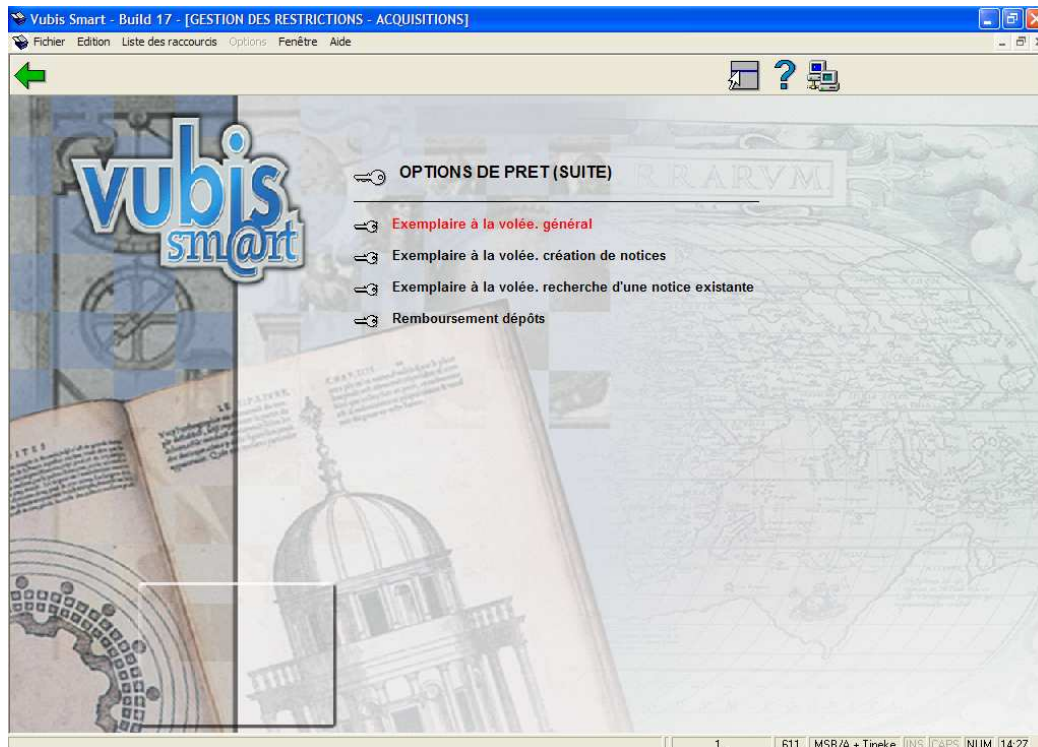 Vubis Smart - Build 17 - [GESTION DES RESTRICTIONS - ACQUISITIONS]
Fichier Edition Liste des raccourcis Options Fenêtre Aide
vubis
sm@rt
OPTIONS DE PRET (SUITE)
RRARVM
Exemplaire à la volée. général
Exemplaire à la volée. création de notices
Exemplaire à la volée. recherche d'une notice existante
Remboursement dépôts
1 611 MSB/A + Tineke INS CAPS NUM 14:27